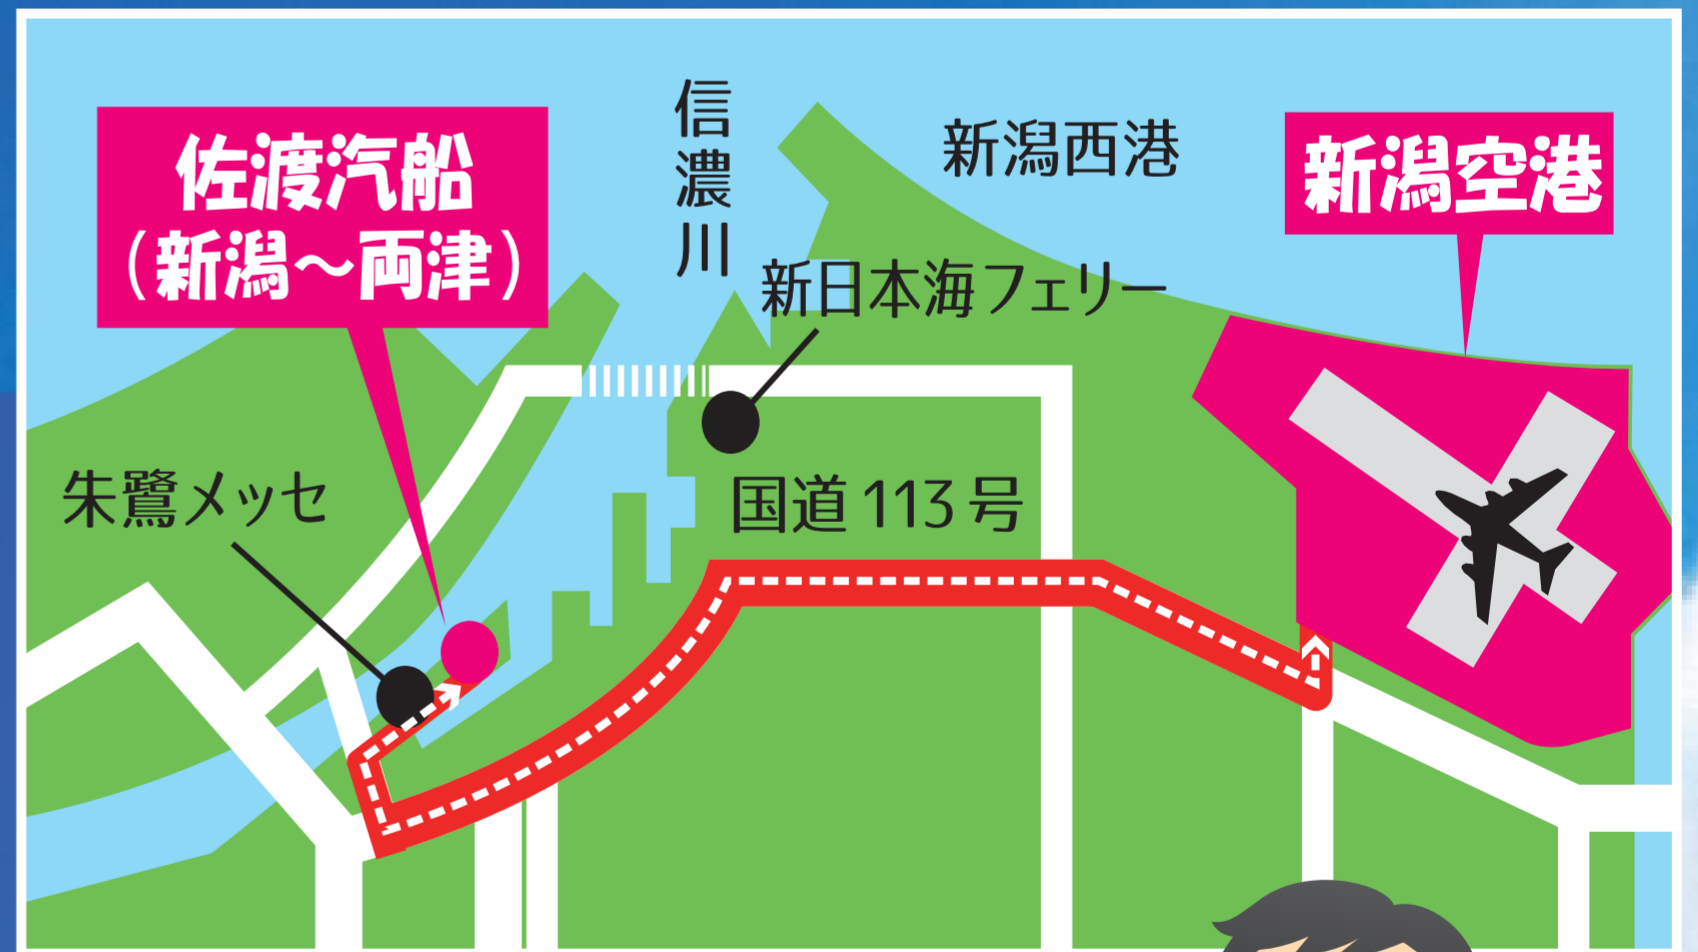 佐渡汽船
（新潟～両津）
信濃川
新潟西港
新潟空港
新日本海フェリー
朱鷺メッセ
国道113号